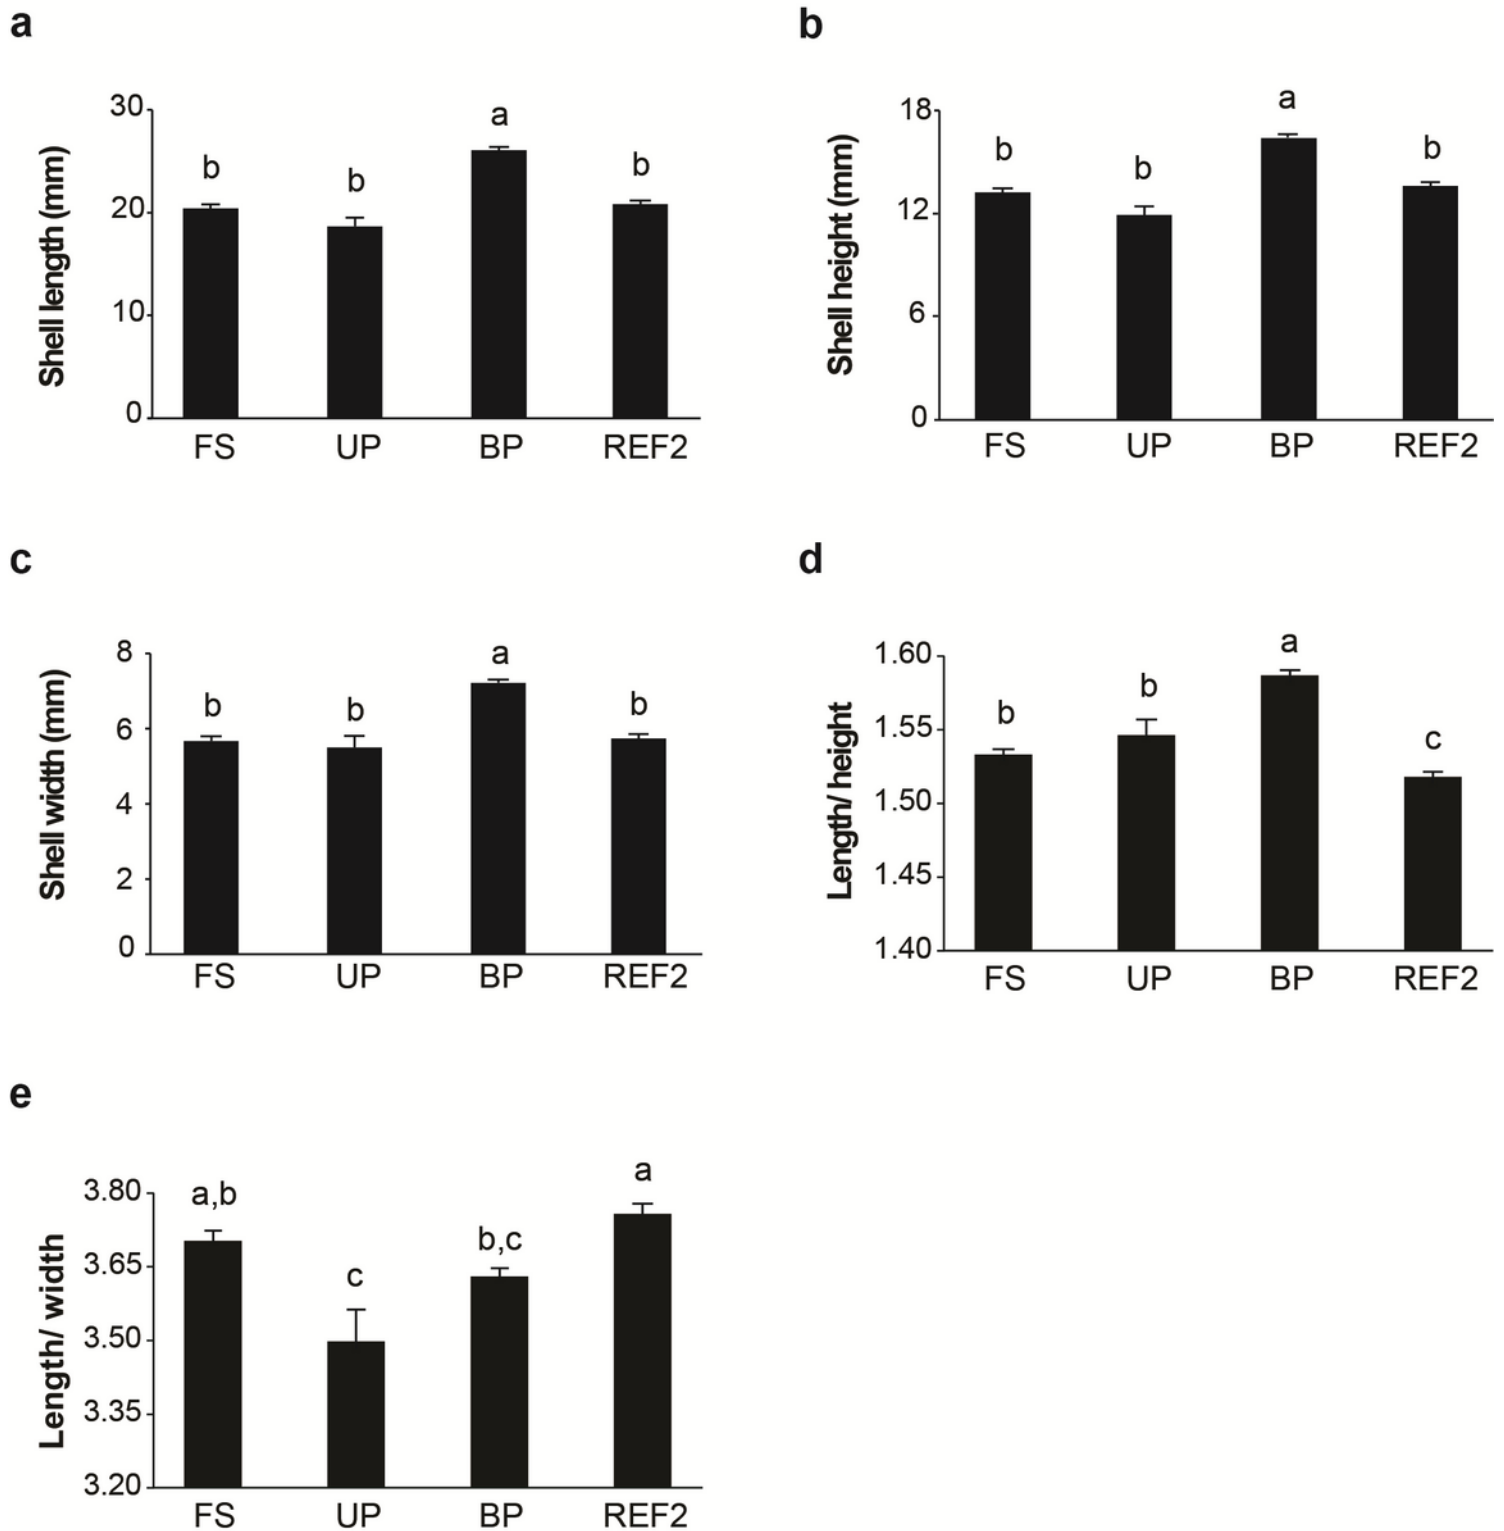 a
Shell length (mm)
30
20
10
0
b
b
a
b
FS UP BP REF2
b
Shell height (mm)
18
12
6
0
b
b
a
b
FS UP BP REF2
c
Shell width (mm)
8
6
4
2
0
b
b
a
b
FS UP BP REF2
d
Length/ height
1.60
1.55
1.50
1.45
1.40
b
b
a
c
FS UP BP REF2
e
Length/ width
3.80
3.65
3.50
3.35
3.20
a,b
c
b,c
a
FS UP BP REF2